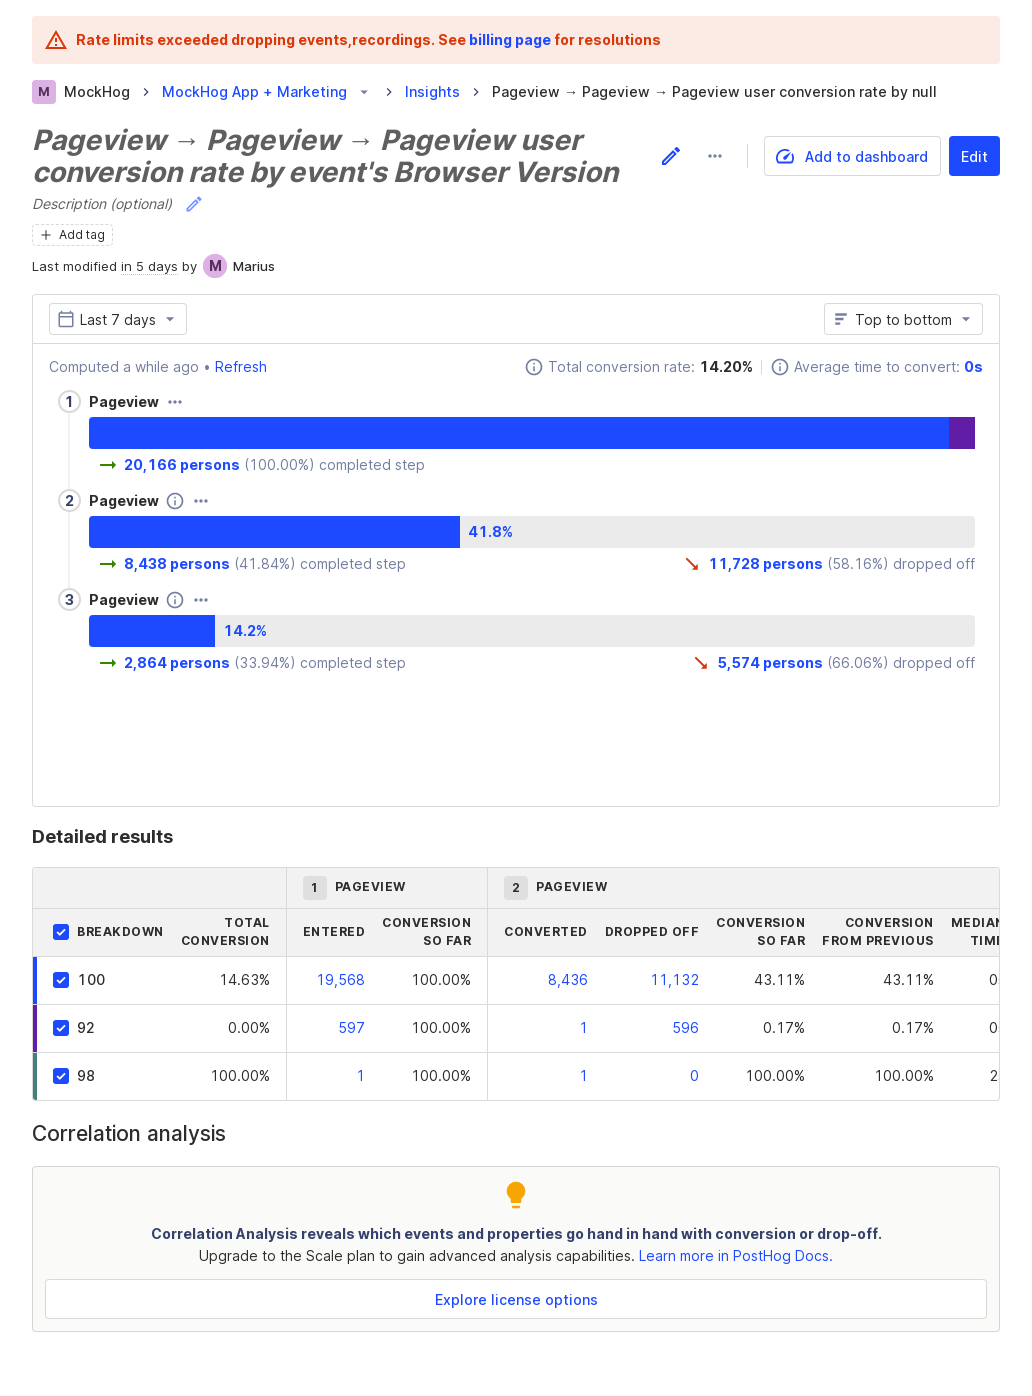 Rate limits exceeded dropping events,recordings. See billing page for resolutions
M MockHog > MockHog App + Marketing > Insights > Pageview → Pageview → Pageview user conversion rate by null
Pageview → Pageview → Pageview user
conversion rate by event's Browser Version
Add to dashboard
Edit
Description (optional)
+ Add tag
Last modified in 5 days by M Marius
Last 7 days
Top to bottom
Computed a while ago • Refresh
Total conversion rate: 14.20%
Average time to convert: 0s
1 Pageview
20,166 persons (100.00%) completed step
2 Pageview
41.8%
8,438 persons (41.84%) completed step
11,728 persons (58.16%) dropped off
3 Pageview
14.2%
2,864 persons (33.94%) completed step
5,574 persons (66.06%) dropped off
Detailed results
1 PAGEVIEW 2 PAGEVIEW
BREAKDOWN TOTAL CONVERSION ENTERED CONVERSION SO FAR CONVERTED DROPPED OFF CONVERSION SO FAR CONVERSION FROM PREVIOUS MEDIAN
100 14.63% 19,568 100.00% 8,436 11,132 43.11% 43.11% 0
92 0.00% 597 100.00% 1 596 0.17% 0.17% 0
98 100.00% 1 100.00% 1 0 100.00% 100.00% 2
Correlation analysis
Correlation Analysis reveals which events and properties go hand in hand with conversion or drop-off.
Upgrade to the Scale plan to gain advanced analysis capabilities. Learn more in PostHog Docs.
Explore license options